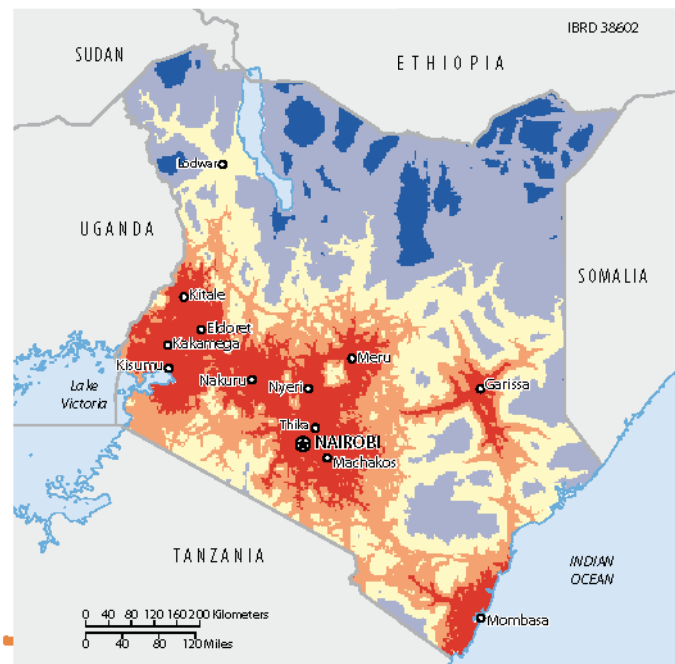 IBRD 38602
SUDAN
ETHIOPIA
Lodwar
UGANDA
SOMALIA
Kitale
Eldoret
Kakamega
Kisumu
Meru
Nakuru
Nyeri
Garissa
Lake
Victoria
Thika
NAIROBI
Machakos
TANZANIA
INDIAN
OCEAN
0 40 80 120 160 200 Kilometers
0 40 80 120 Miles
Mombasa